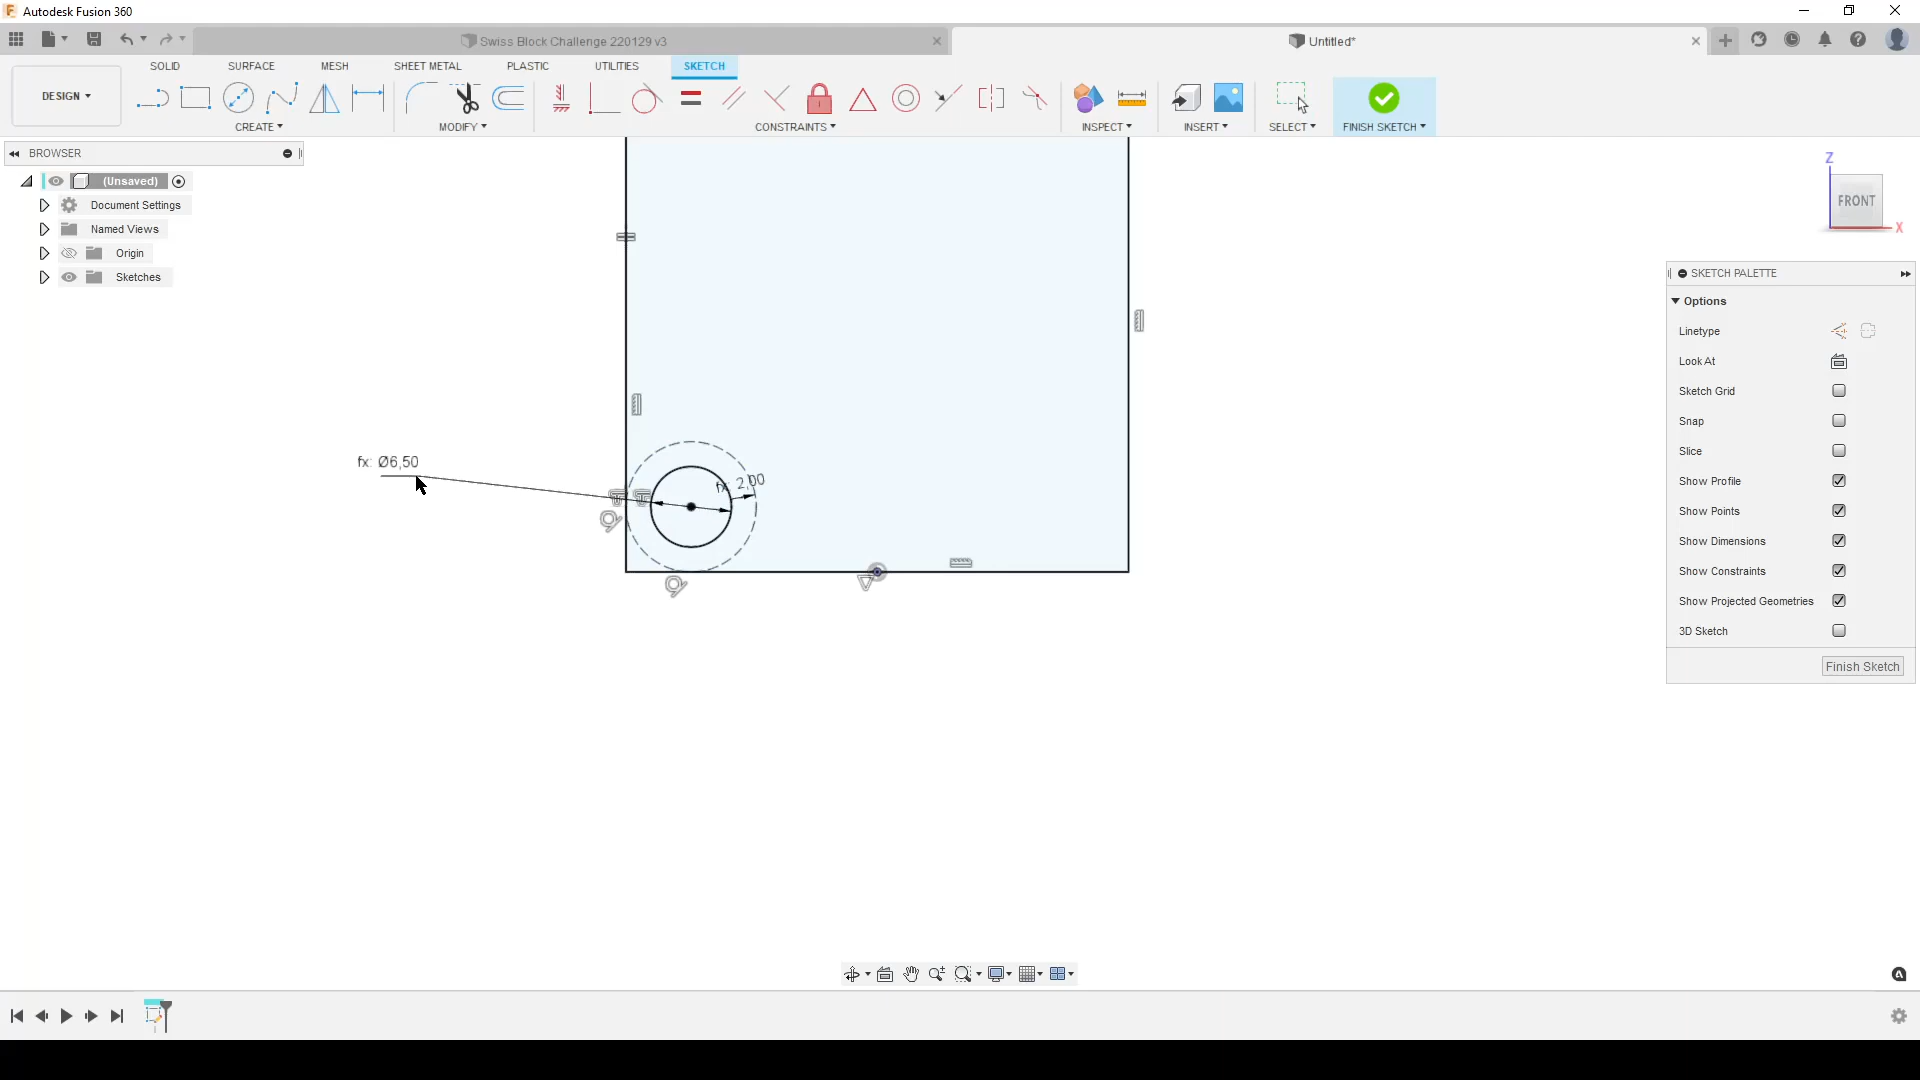 Autodesk Fusion 360
Swiss Block Challenge 220129 v3
Untitled*
DESIGN
SOLID
SURFACE
MESH
SHEET METAL
PLASTIC
UTILITIES
SKETCH
CREATE
MODIFY
CONSTRAINTS
INSPECT
INSERT
SELECT
FINISH SKETCH
BROWSER
(Unsaved)
Document Settings
Named Views
Origin
Sketches
Z
FRONT
X
fx: Ø6,50
fx: 2,00
SKETCH PALETTE
Options
Linetype
Look At
Sketch Grid
Snap
Slice
Show Profile
Show Points
Show Dimensions
Show Constraints
Show Projected Geometries
3D Sketch
Finish Sketch